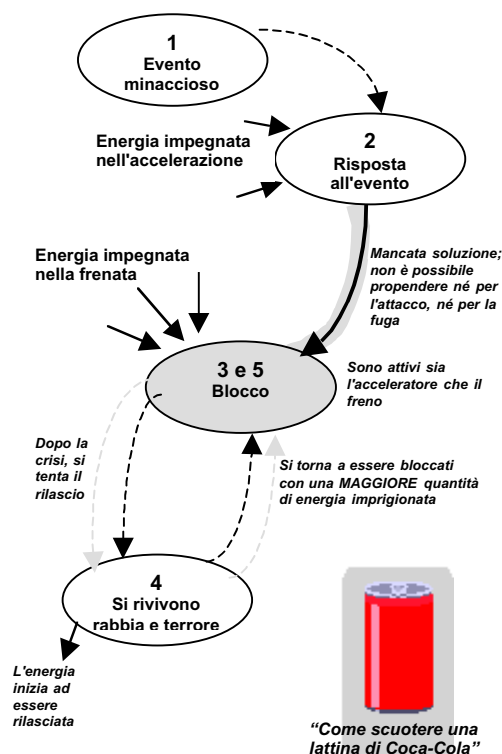 1
Evento
minaccioso
Energia impegnata
nell'accelerazione
2
Risposta
all'evento
Energia impegnata
nella frenata
Mancata soluzione;
non è possibile
propendere né per
l'attacco, né per la
fuga
3 e 5
Blocco
Sono attivi sia
l'acceleratore che il
freno
Dopo la
crisi, si
tenta il
rilascio
Si torna a essere bloccati
con una MAGGIORE quantità
di energia imprigionata
4
Si rivivono
rabbia e terrore
L'energia
inizia ad
essere
rilasciata
“Come scuotere una
lattina di Coca-Cola”